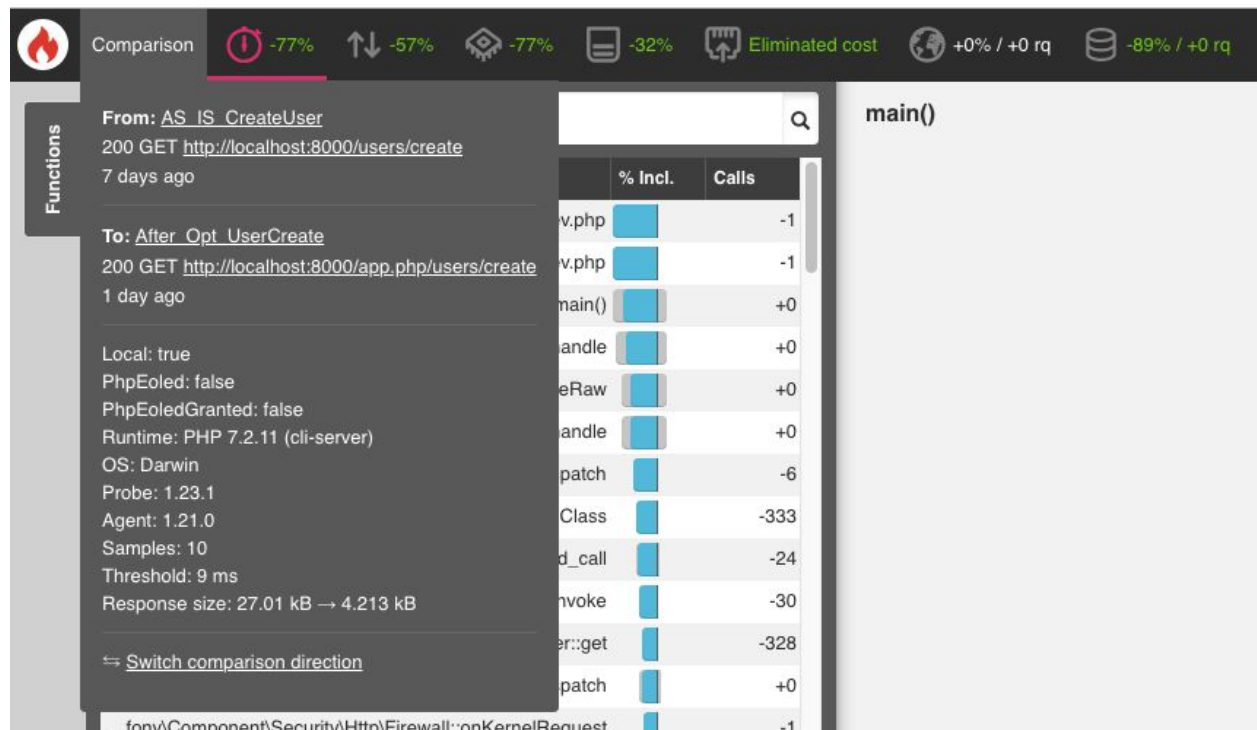 Comparison -77% -57% -77% -32% Eliminated cost +0% / +0 rq -89% / +0 rq
Functions
From: AS_IS_CreateUser
200 GET http://localhost:8000/users/create
7 days ago
To: After_Opt_UserCreate
200 GET http://localhost:8000/app.php/users/create
1 day ago
Local: true
PhpEoled: false
PhpEoledGranted: false
Runtime: PHP 7.2.11 (cli-server)
OS: Darwin
Probe: 1.23.1
Agent: 1.21.0
Samples: 10
Threshold: 9 ms
Response size: 27.01 kB → 4.213 kB
⇆ Switch comparison direction
% Incl. Calls
v.php -1
v.php -1
main() +0
andle +0
eRaw +0
andle +0
patch -6
Class -333
d_call -24
nvoke -30
er::get -328
patch +0
fony\Component\Security\Http\Firewall::onKernelRequest -1
main()